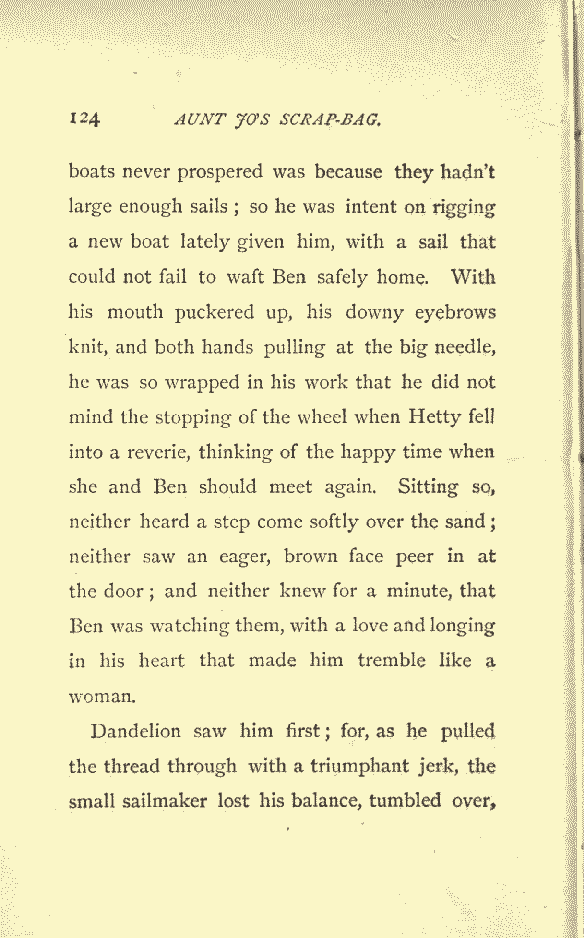 124 AUNT JO'S SCRAP-BAG.
boats never prospered was because they hadn't
large enough sails ; so he was intent on rigging
a new boat lately given him, with a sail that
could not fail to waft Ben safely home. With
his mouth puckered up, his downy eyebrows
knit, and both hands pulling at the big needle,
he was so wrapped in his work that he did not
mind the stopping of the wheel when Hetty fell
into a reverie, thinking of the happy time when
she and Ben should meet again. Sitting so,
neither heard a step come softly over the sand ;
neither saw an eager, brown face peer in at
the door ; and neither knew for a minute, that
Ben was watching them, with a love and longing
in his heart that made him tremble like a
woman.
Dandelion saw him first ; for, as he pulled
the thread through with a triumphant jerk, the
small sailmaker lost his balance, tumbled over,